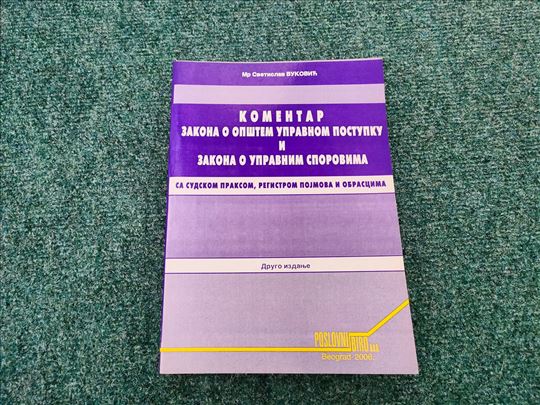 Мр Светислав ВУКОВИЋ
КОМЕНТАР
ЗАКОНА О ОПШТЕМ УПРАВНОМ ПОСТУПКУ
И
ЗАКОНА О УПРАВНИМ СПОРОВИМА
СА СУДСКОМ ПРАКСОМ, РЕГИСТРОМ ПОЈМОВА И ОБРАСЦИМА
Друго издање
POSLOVNI
BIRO d.o.o.
Beograd 2006.